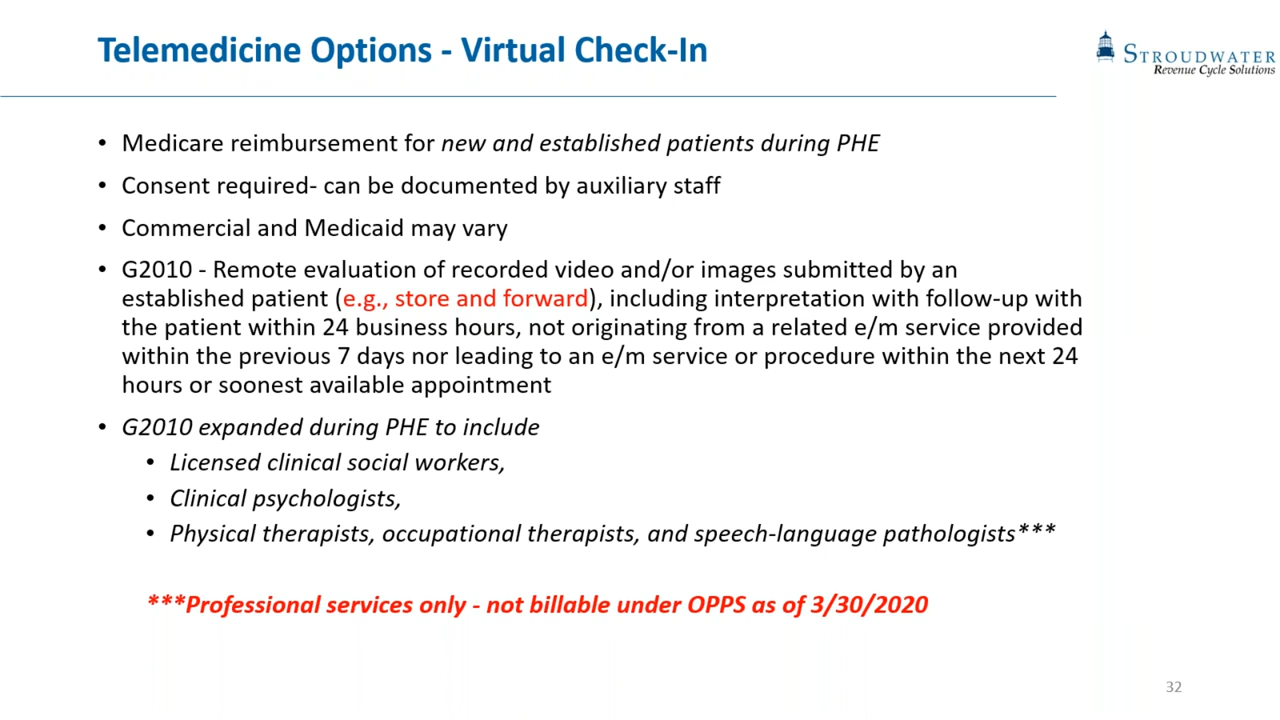 Telemedicine Options - Virtual Check-In
STROUDWATER
Revenue Cycle Solutions
• Medicare reimbursement for new and established patients during PHE
• Consent required- can be documented by auxiliary staff
• Commercial and Medicaid may vary
• G2010 - Remote evaluation of recorded video and/or images submitted by an
established patient (e.g., store and forward), including interpretation with follow-up with
the patient within 24 business hours, not originating from a related e/m service provided
within the previous 7 days nor leading to an e/m service or procedure within the next 24
hours or soonest available appointment
• G2010 expanded during PHE to include
• Licensed clinical social workers,
• Clinical psychologists,
• Physical therapists, occupational therapists, and speech-language pathologists***
***Professional services only - not billable under OPPS as of 3/30/2020
32